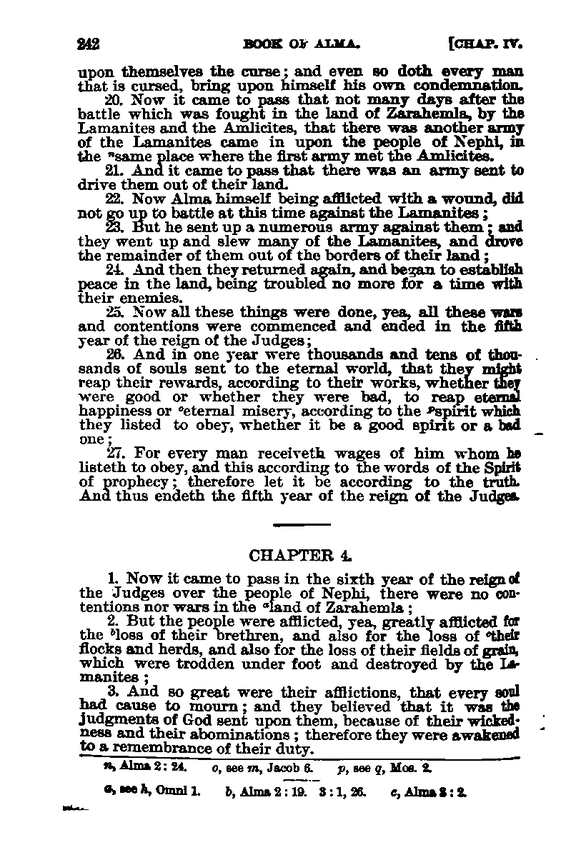 242 BOOK OF ALMA. [CHAP. IV.
upon themselves the curse; and even so doth every man
that is cursed, bring upon himself his own condemnation.
20. Now it came to pass that not many days after the
battle which was fought in the land of Zarahemla, by the
Lamanites and the Amlicites, that there was another army
of the Lamanites came in upon the people of Nephi, in
the ⁿsame place where the first army met the Amlicites.
21. And it came to pass that there was an army sent to
drive them out of their land.
22. Now Alma himself being afflicted with a wound, did
not go up to battle at this time against the Lamanites;
23. But he sent up a numerous army against them; and
they went up and slew many of the Lamanites, and drove
the remainder of them out of the borders of their land;
24. And then they returned again, and began to establish
peace in the land, being troubled no more for a time with
their enemies.
25. Now all these things were done, yea, all these wars
and contentions were commenced and ended in the fifth
year of the reign of the Judges;
26. And in one year were thousands and tens of thou-
sands of souls sent to the eternal world, that they might
reap their rewards, according to their works, whether they
were good or whether they were bad, to reap eternal
happiness or ᵒeternal misery, according to the ᵖspirit which
they listed to obey, whether it be a good spirit or a bad
one;
27. For every man receiveth wages of him whom he
listeth to obey, and this according to the words of the Spirit
of prophecy; therefore let it be according to the truth.
And thus endeth the fifth year of the reign of the Judges.
CHAPTER 4.
1. Now it came to pass in the sixth year of the reign of
the Judges over the people of Nephi, there were no con-
tentions nor wars in the ᵃland of Zarahemla;
2. But the people were afflicted, yea, greatly afflicted for
the ᵇloss of their brethren, and also for the loss of ᶜtheir
flocks and herds, and also for the loss of their fields of grain,
which were trodden under foot and destroyed by the La-
manites;
3. And so great were their afflictions, that every soul
had cause to mourn; and they believed that it was the
judgments of God sent upon them, because of their wicked-
ness and their abominations; therefore they were awakened
to a remembrance of their duty.
n, Alma 2: 24. o, see m, Jacob 6. p, see q, Mos. 2.
a, see h, Omni 1. b, Alma 2: 19. 3: 1, 26. c, Alma 3: 2.